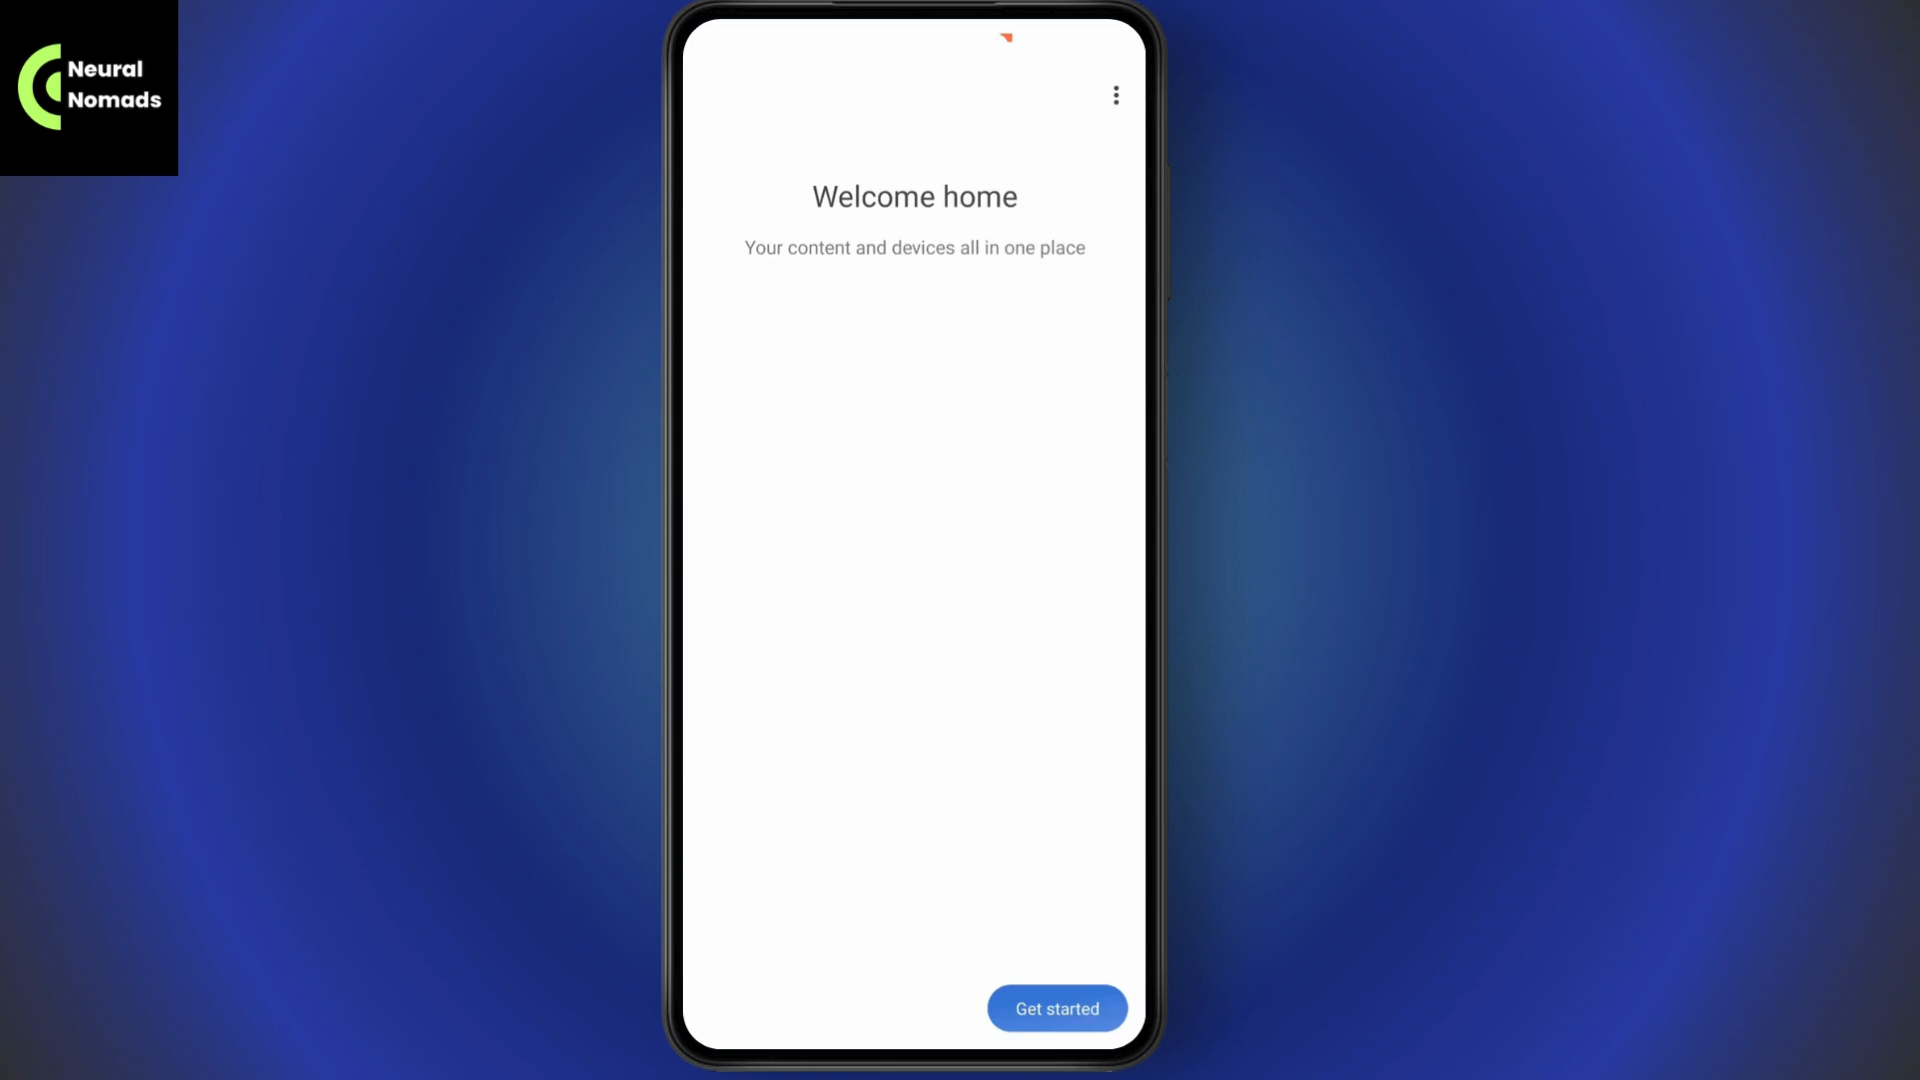 Neural
Nomads
Welcome home
Your content and devices all in one place
Get started